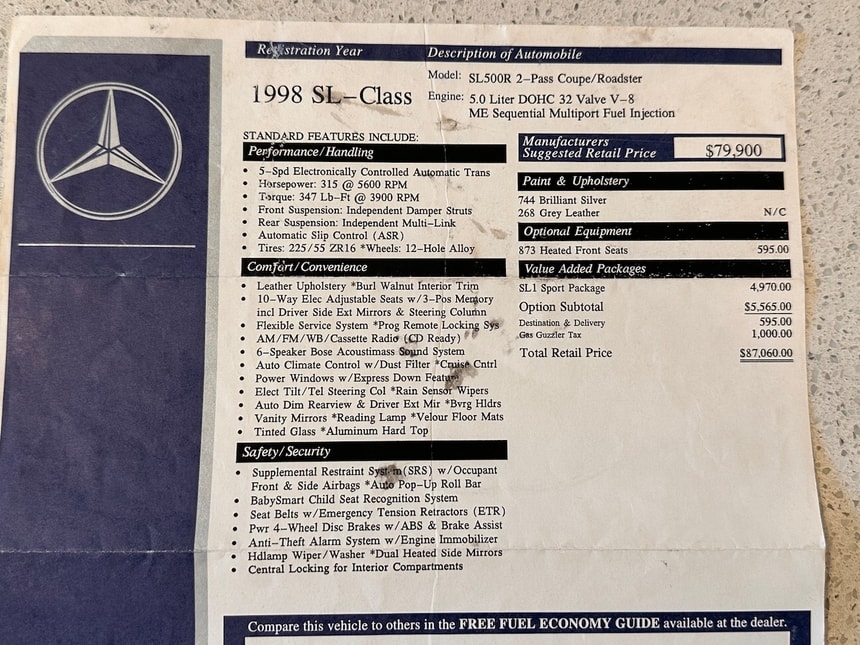 Registration Year Description of Automobile
1998 SL-Class
Model: SL500R 2-Pass Coupe/Roadster
Engine: 5.0 Liter DOHC 32 Valve V-8
ME Sequential Multiport Fuel Injection
STANDARD FEATURES INCLUDE:
Performance/Handling
• 5-Spd Electronically Controlled Automatic Trans
• Horsepower: 315 @ 5600 RPM
• Torque: 347 Lb-Ft @ 3900 RPM
• Front Suspension: Independent Damper Struts
• Rear Suspension: Independent Multi-Link
• Automatic Slip Control (ASR)
• Tires: 225/55 ZR16 *Wheels: 12-Hole Alloy
Comfort/Convenience
• Leather Upholstery *Burl Walnut Interior Trim
• 10-Way Elec Adjustable Seats w/3-Pos Memory
incl Driver Side Ext Mirrors & Steering Column
• Flexible Service System *Prog Remote Locking Sys
• AM/FM/WB/Cassette Radio (CD Ready)
• 6-Speaker Bose Acoustimass Sound System
• Auto Climate Control w/Dust Filter *Cruise Cntrl
• Power Windows w/Express Down Feature
• Elect Tilt/Tel Steering Col *Rain Sensor Wipers
• Auto Dim Rearview & Driver Ext Mir *Bvrg Hldrs
• Vanity Mirrors *Reading Lamp *Velour Floor Mats
• Tinted Glass *Aluminum Hard Top
Safety/Security
• Supplemental Restraint System(SRS) w/Occupant
Front & Side Airbags *Auto Pop-Up Roll Bar
• BabySmart Child Seat Recognition System
• Seat Belts w/Emergency Tension Retractors (ETR)
• Pwr 4-Wheel Disc Brakes w/ABS & Brake Assist
• Anti-Theft Alarm System w/Engine Immobilizer
• Hdlamp Wiper/Washer *Dual Heated Side Mirrors
• Central Locking for Interior Compartments
Manufacturers
Suggested Retail Price $79,900
Paint & Upholstery
744 Brilliant Silver
268 Grey Leather N/C
Optional Equipment
873 Heated Front Seats 595.00
Value Added Packages
SL1 Sport Package 4,970.00
Option Subtotal $5,565.00
Destination & Delivery 595.00
Gas Guzzler Tax 1,000.00
Total Retail Price $87,060.00
Compare this vehicle to others in the FREE FUEL ECONOMY GUIDE available at the dealer.